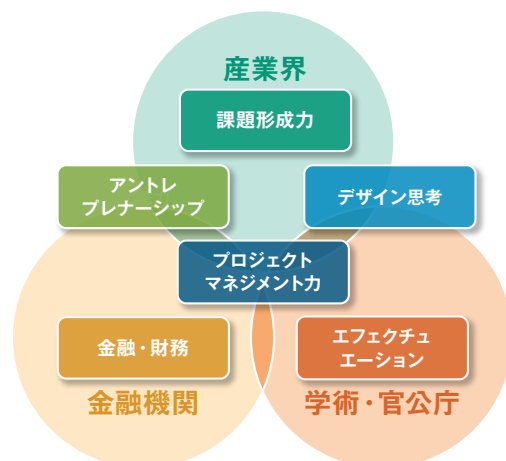 産業界
課題形成力
アントレ
プレナーシップ
デザイン思考
プロジェクト
マネジメント力
金融・財務
エフェクチュ
エーション
金融機関
学術・官公庁